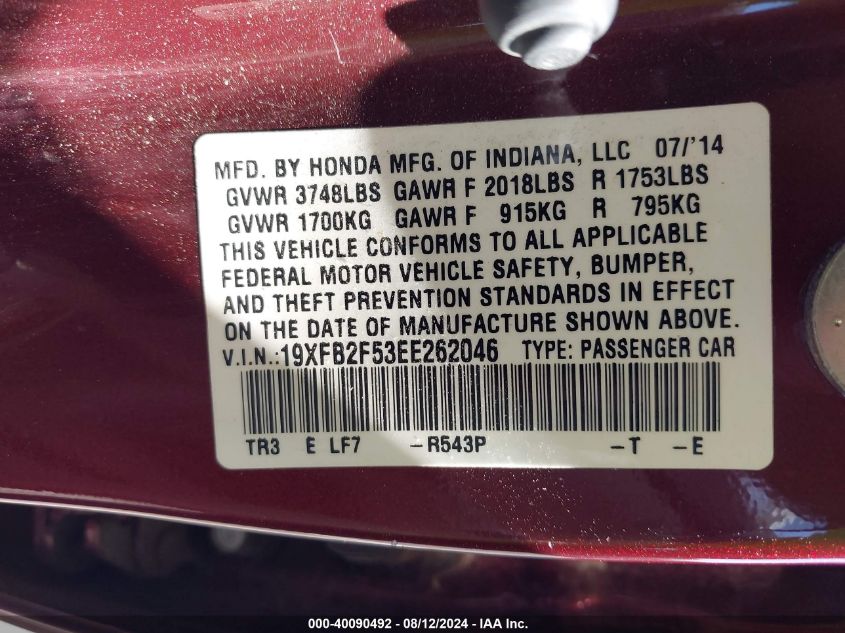 MFD. BY HONDA MFG. OF INDIANA, LLC 07/'14
GVWR 3748LBS GAWR F 2018LBS R 1753LBS
GVWR 1700KG GAWR F 915KG R 795KG
THIS VEHICLE CONFORMS TO ALL APPLICABLE
FEDERAL MOTOR VEHICLE SAFETY, BUMPER,
AND THEFT PREVENTION STANDARDS IN EFFECT
ON THE DATE OF MANUFACTURE SHOWN ABOVE.
V.I.N.:19XFB2F53EE262046 TYPE: PASSENGER CAR
TR3 E LF7 -R543P -T -E
000-40090492 - 08/12/2024 - IAA Inc.